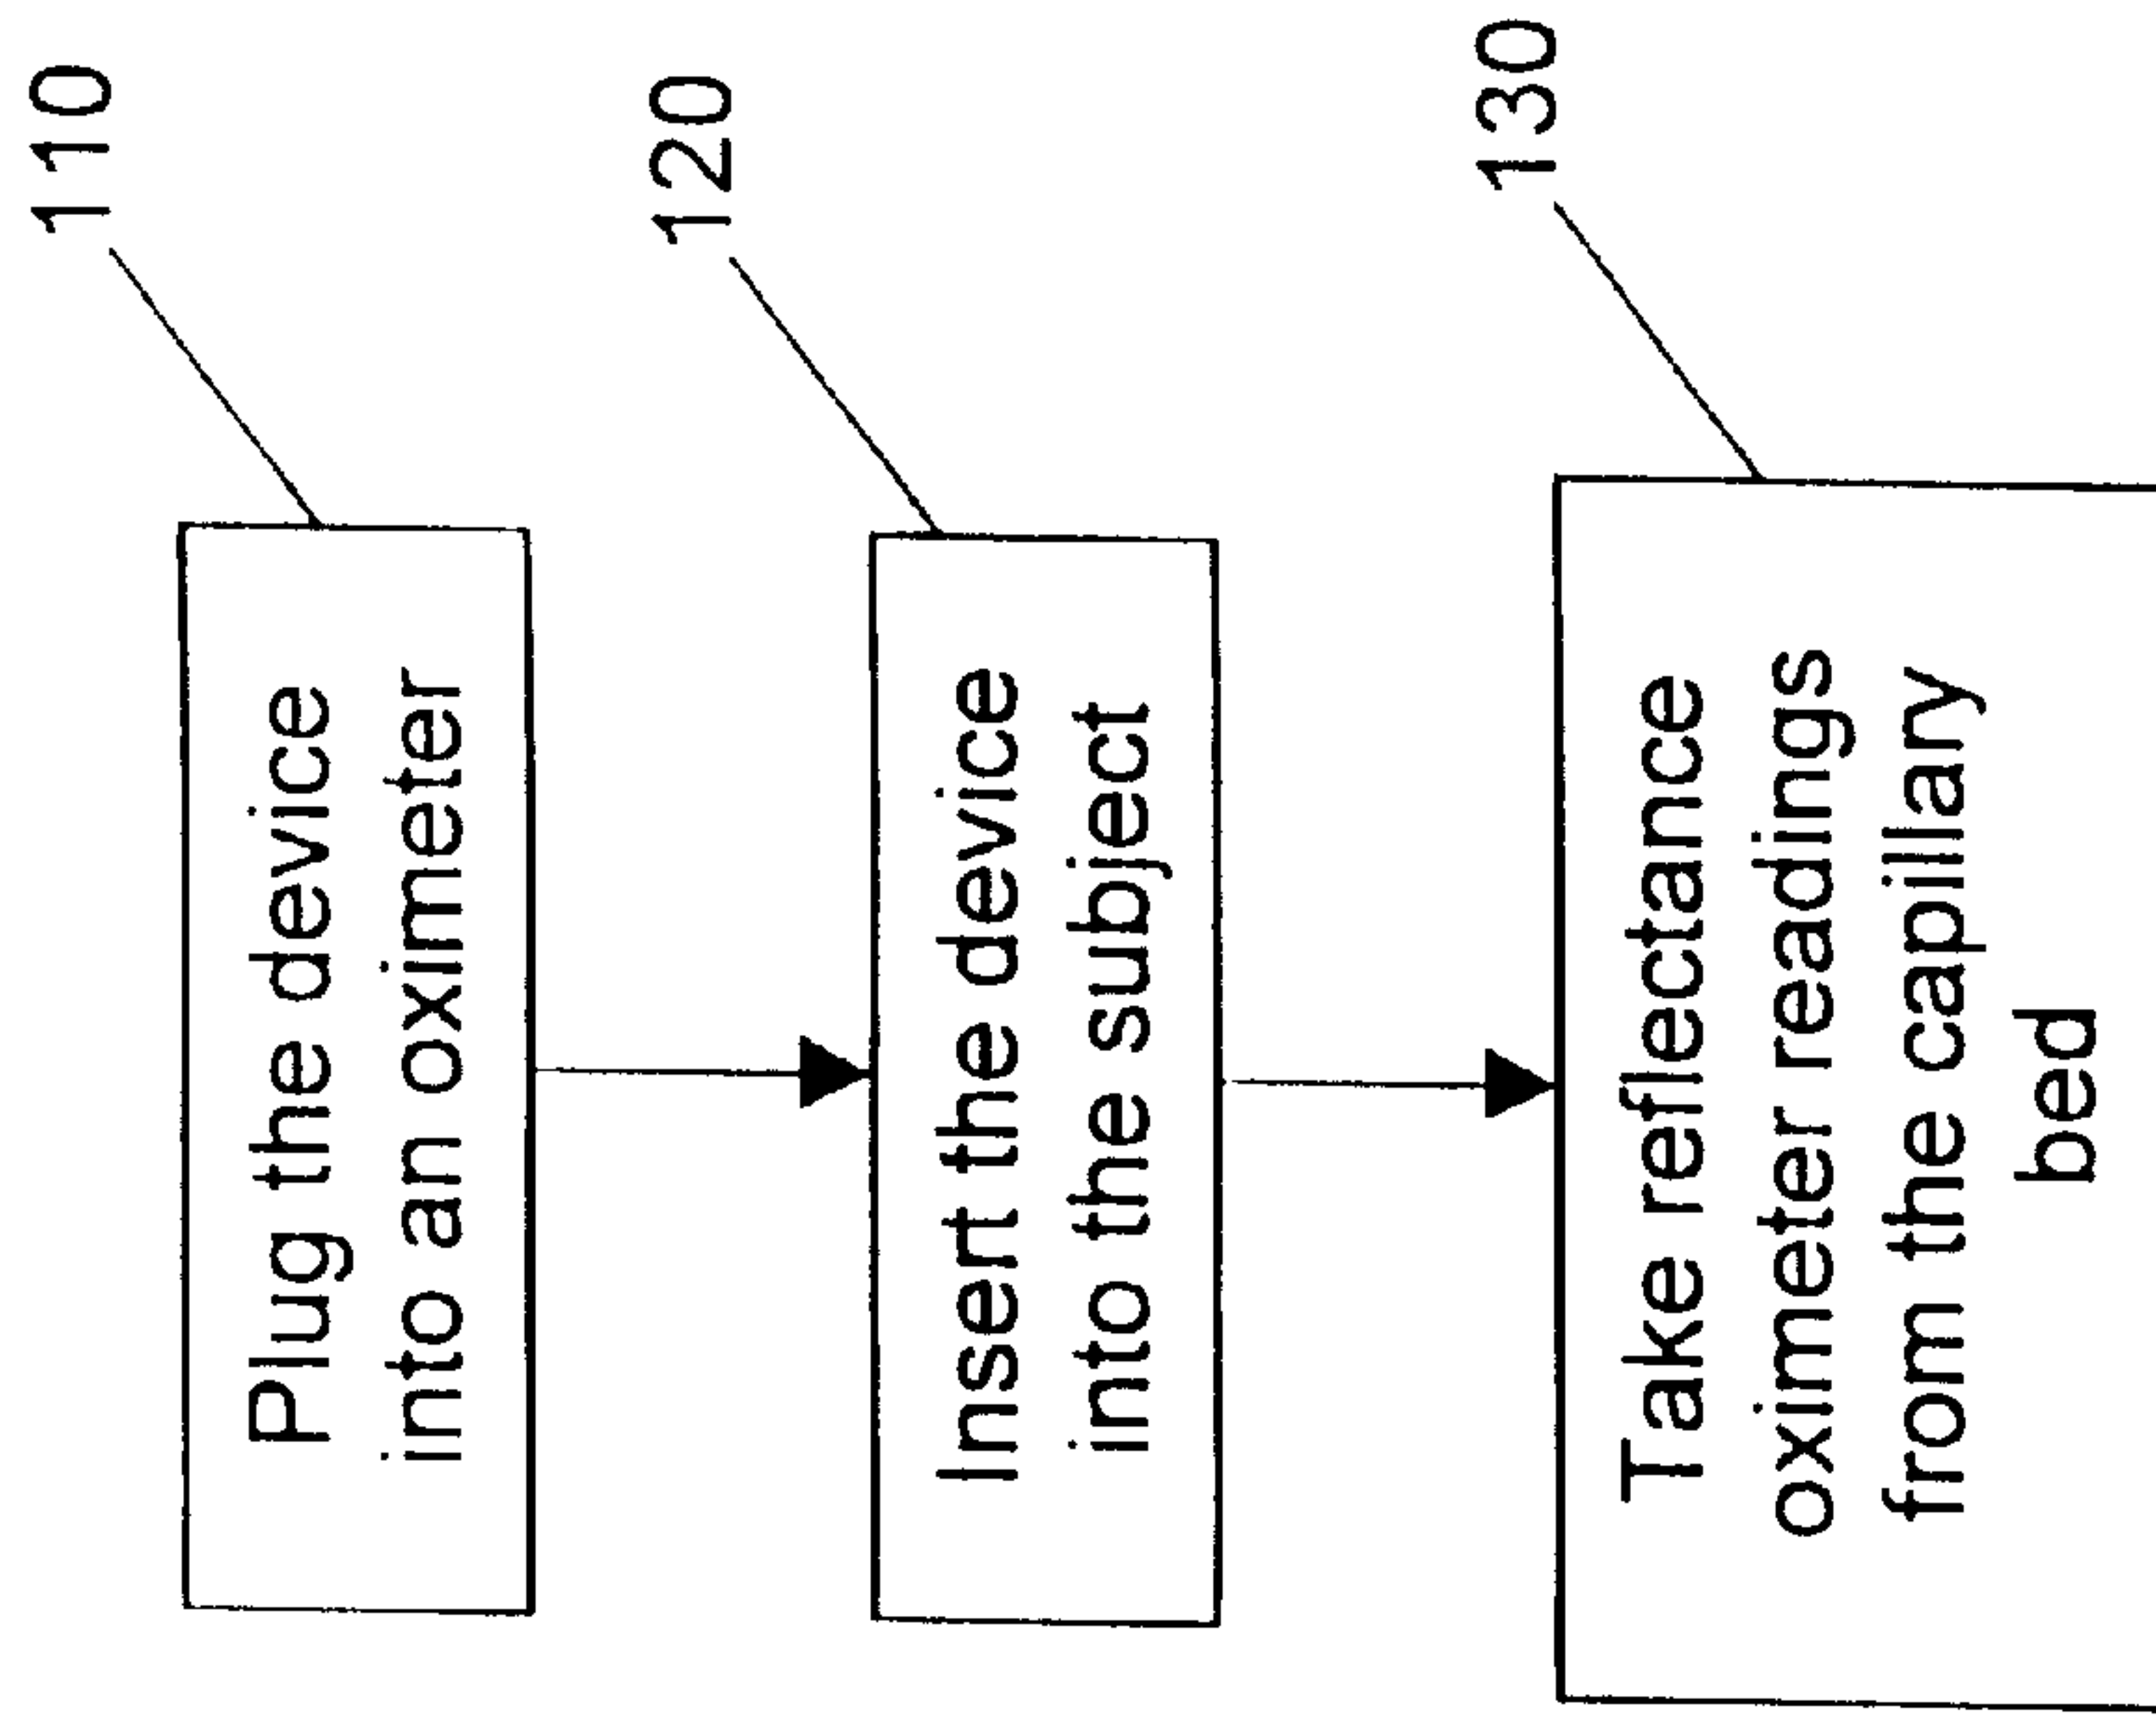 110
Plug the device
into an oximeter
120
Insert the device
into the subject
130
Take reflectance
oximeter readings
from the capillary
bed